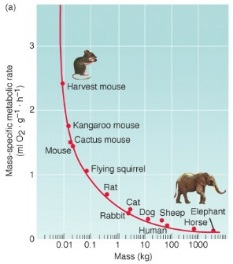 (a)
Mass-specific metabolic rate
(ml O₂ · g⁻¹ · h⁻¹)
3
2
1
0
Harvest mouse
Kangaroo mouse
Cactus mouse
Mouse
Flying squirrel
Rat
Cat
Rabbit
Dog
Sheep
Human
Elephant
Horse
0.01 0.1 1 10 100 1000
Mass (kg)